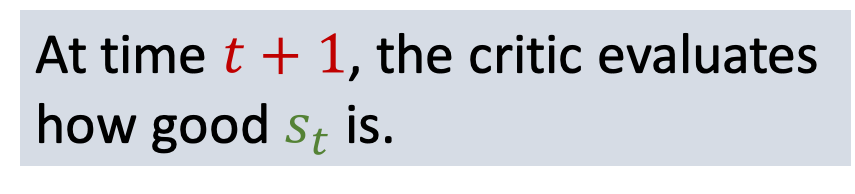 At time t + 1, the critic evaluates
how good s_t is.